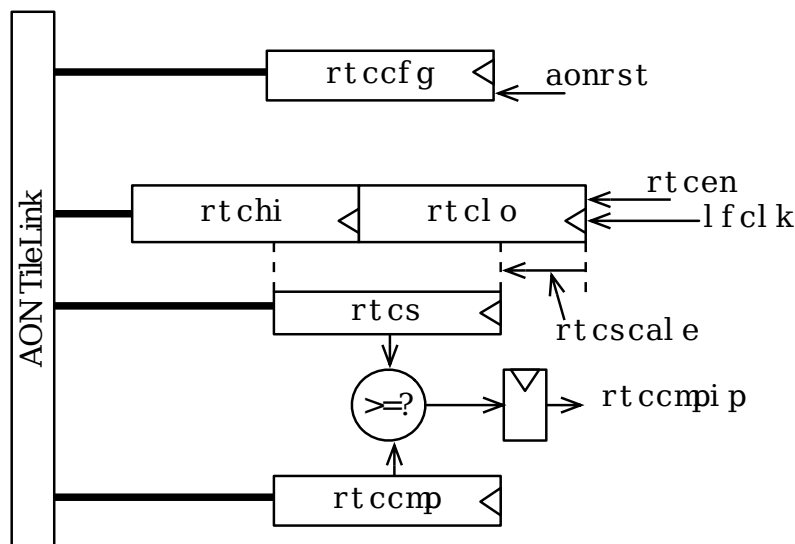 rtccfg
aonrst
rtchi
rtclo
rtcen
lfclk
AON TileLink
rtcs
rtcscale
>=?
rtccmpip
rtccmp